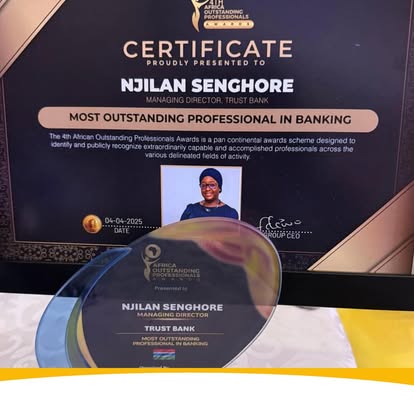 4TH
AFRICA
OUTSTANDING
PROFESSIONALS
AWARDS
CERTIFICATE
PROUDLY PRESENTED TO
NJILAN SENGHORE
MANAGING DIRECTOR, TRUST BANK
MOST OUTSTANDING PROFESSIONAL IN BANKING
The 4th African Outstanding Professionals Awards is a pan continental awards scheme designed to
identify and publicly recognize extraordinarily capable and accomplished professionals across the
various delineated fields of activity.
04-04-2025
DATE
GROUP CEO
AFRICA
OUTSTANDING
PROFESSIONALS
AWARDS
Presented to
NJILAN SENGHORE
MANAGING DIRECTOR
TRUST BANK
MOST OUTSTANDING
PROFESSIONAL IN BANKING